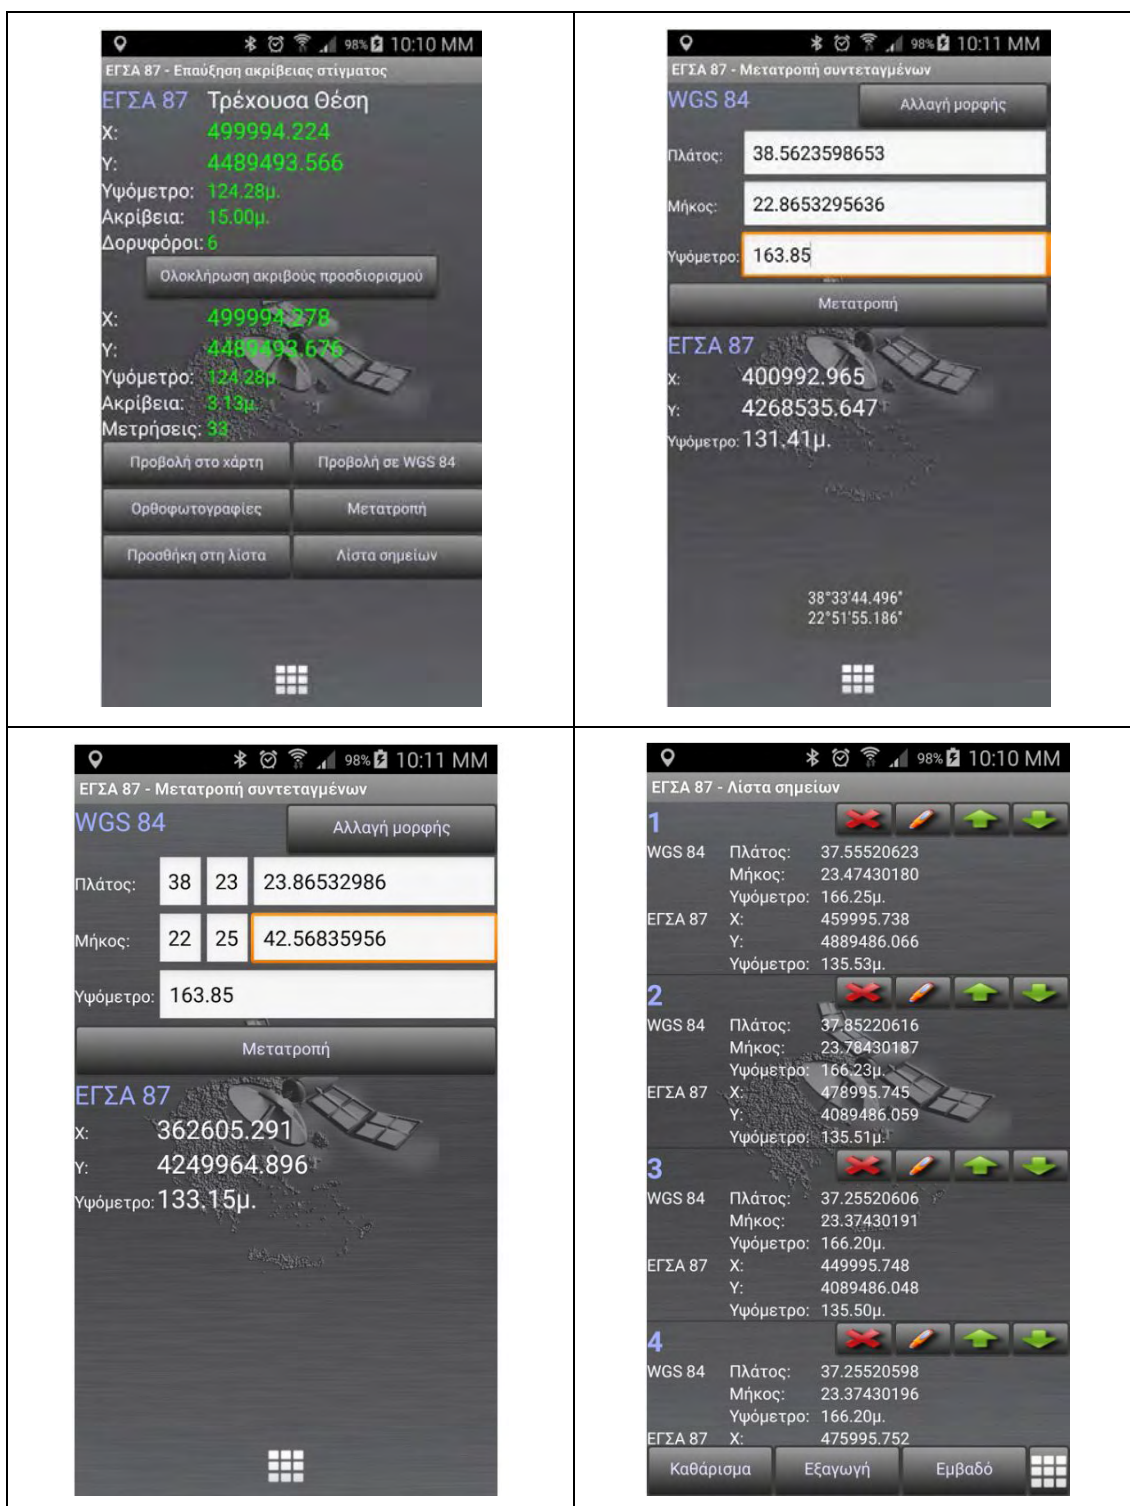 98% 10:10 ΜΜ
ΕΓΣΑ 87 - Επαύξηση ακρίβειας στίγματος
ΕΓΣΑ 87 Τρέχουσα Θέση
X: 499994.224
Y: 4489493.566
Υψόμετρο: 124.28μ.
Ακρίβεια: 15.00μ.
Δορυφόροι: 6
Ολοκλήρωση ακριβούς προσδιορισμού
X: 499994.278
Y: 4489493.676
Υψόμετρο: 124.28μ.
Ακρίβεια: 3.13μ.
Μετρήσεις: 33
Προβολή στο χάρτη Προβολή σε WGS 84
Ορθοφωτογραφίες Μετατροπή
Προσθήκη στη λίστα Λίστα σημείων
98% 10:11 ΜΜ
ΕΓΣΑ 87 - Μετατροπή συντεταγμένων
WGS 84 Αλλαγή μορφής
Πλάτος: 38.5623598653
Μήκος: 22.8653295636
Υψόμετρο: 163.85
Μετατροπή
ΕΓΣΑ 87
X: 400992.965
Y: 4268535.647
Υψόμετρο: 131.41μ.
38°33'44.496"
22°51'55.186"
98% 10:11 ΜΜ
ΕΓΣΑ 87 - Μετατροπή συντεταγμένων
WGS 84 Αλλαγή μορφής
Πλάτος: 38 23 23.86532986
Μήκος: 22 25 42.56835956
Υψόμετρο: 163.85
Μετατροπή
ΕΓΣΑ 87
X: 362605.291
Y: 4249964.896
Υψόμετρο: 133.15μ.
98% 10:10 ΜΜ
ΕΓΣΑ 87 - Λίστα σημείων
1
WGS 84 Πλάτος: 37.55520623
Μήκος: 23.47430180
Υψόμετρο: 166.25μ.
ΕΓΣΑ 87 X: 459995.738
Y: 4889486.066
Υψόμετρο: 135.53μ.
2
WGS 84 Πλάτος: 37.85220616
Μήκος: 23.78430187
Υψόμετρο: 166.23μ.
ΕΓΣΑ 87 X: 478995.745
Y: 4089486.059
Υψόμετρο: 135.51μ.
3
WGS 84 Πλάτος: 37.25520606
Μήκος: 23.37430191
Υψόμετρο: 166.20μ.
ΕΓΣΑ 87 X: 449995.748
Y: 4089486.048
Υψόμετρο: 135.50μ.
4
WGS 84 Πλάτος: 37.25520598
Μήκος: 23.37430196
Υψόμετρο: 166.20μ.
ΕΓΣΑ 87 X: 475995.752
Καθάρισμα Εξαγωγή Εμβαδό